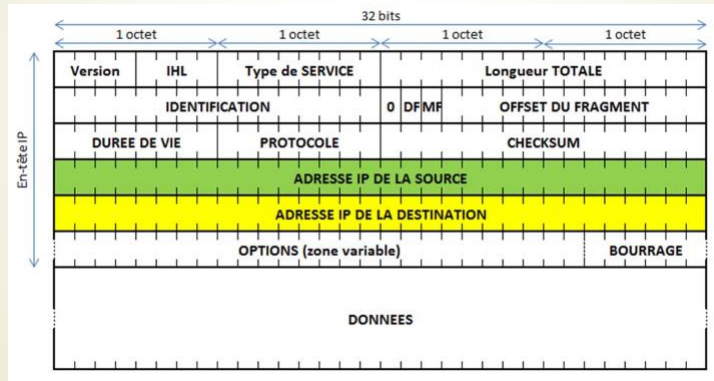 32 bits
1 octet 1 octet 1 octet 1 octet
Version IHL Type de SERVICE Longueur TOTALE
IDENTIFICATION 0 DF MF OFFSET DU FRAGMENT
DUREE DE VIE PROTOCOLE CHECKSUM
En-tête IP
ADRESSE IP DE LA SOURCE
ADRESSE IP DE LA DESTINATION
OPTIONS (zone variable) BOURRAGE
DONNEES